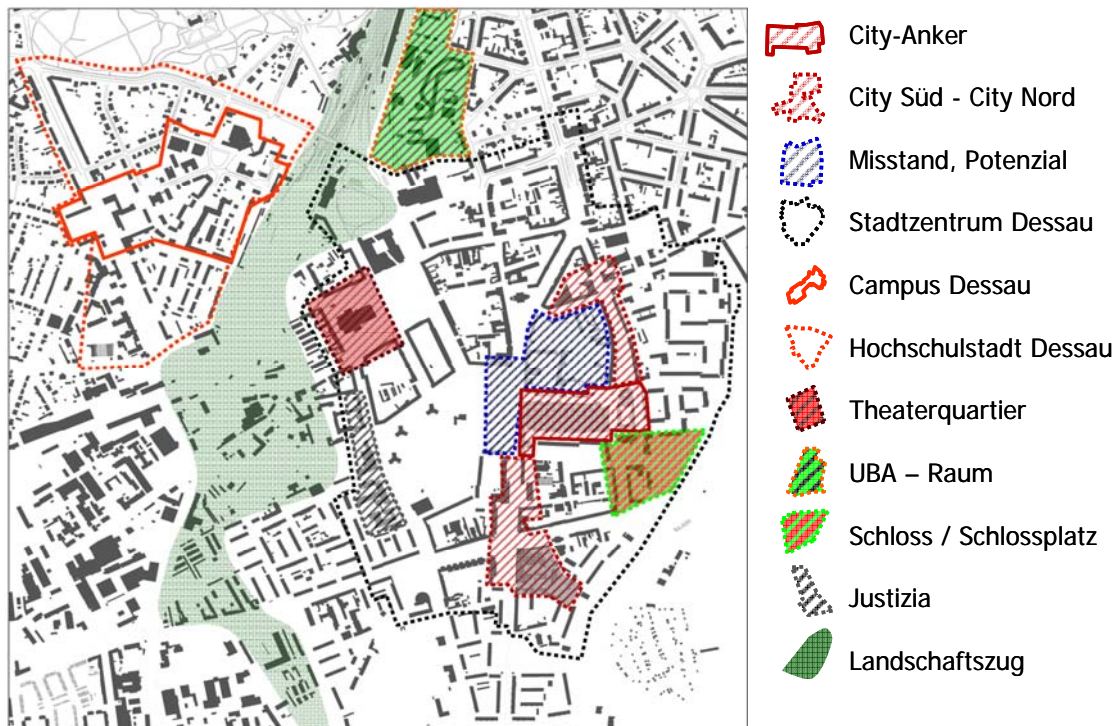 City-Anker
City Süd - City Nord
Misstand, Potenzial
Stadtzentrum Dessau
Campus Dessau
Hochschulstadt Dessau
Theaterquartier
UBA – Raum
Schloss / Schlossplatz
Justizia
Landschaftszug